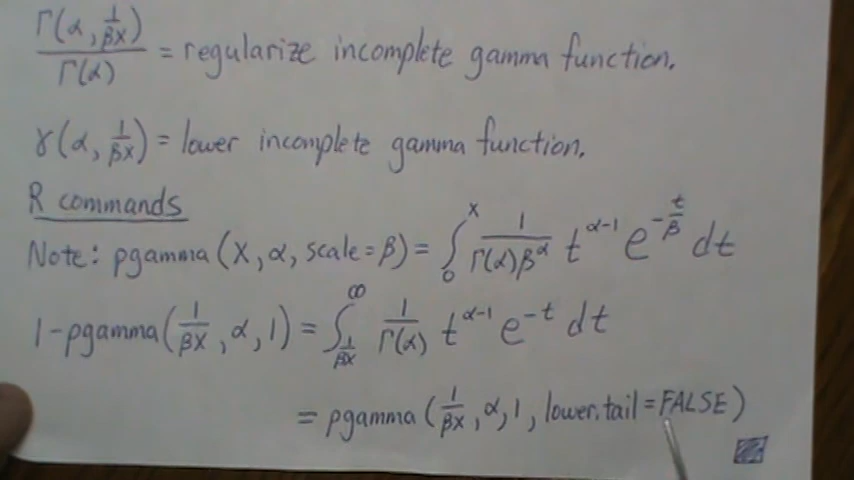 Γ(α, 1/βx) / Γ(α) = regularize incomplete gamma function.
γ(α, 1/βx) = lower incomplete gamma function.
R commands
Note: pgamma(x, α, scale = β) = ∫₀ˣ 1/(Γ(α)β^α) t^(α-1) e^(-t/β) dt
1-pgamma(1/βx, α, 1) = ∫_(1/βx)^∞ 1/Γ(α) t^(α-1) e^(-t) dt
= pgamma(1/βx, α, 1, lower.tail = FALSE)